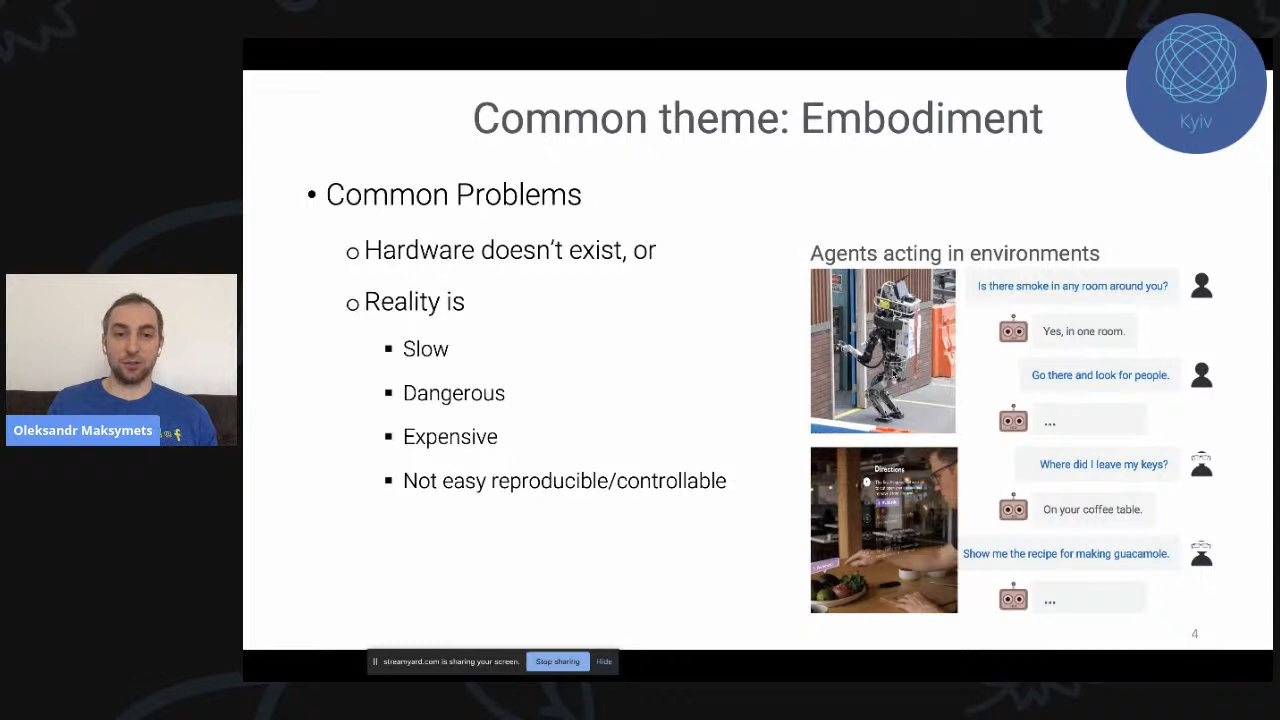 Common theme: Embodiment
Kyiv
• Common Problems
o Hardware doesn't exist, or
o Reality is
▪ Slow
▪ Dangerous
▪ Expensive
▪ Not easy reproducible/controllable
Agents acting in environments
Is there smoke in any room around you?
Yes, in one room.
Go there and look for people.
...
Where did I leave my keys?
On your coffee table.
Show me the recipe for making guacamole.
...
Directions
4
Oleksandr Maksymets
streamyard.com is sharing your screen.
Stop sharing
Hide